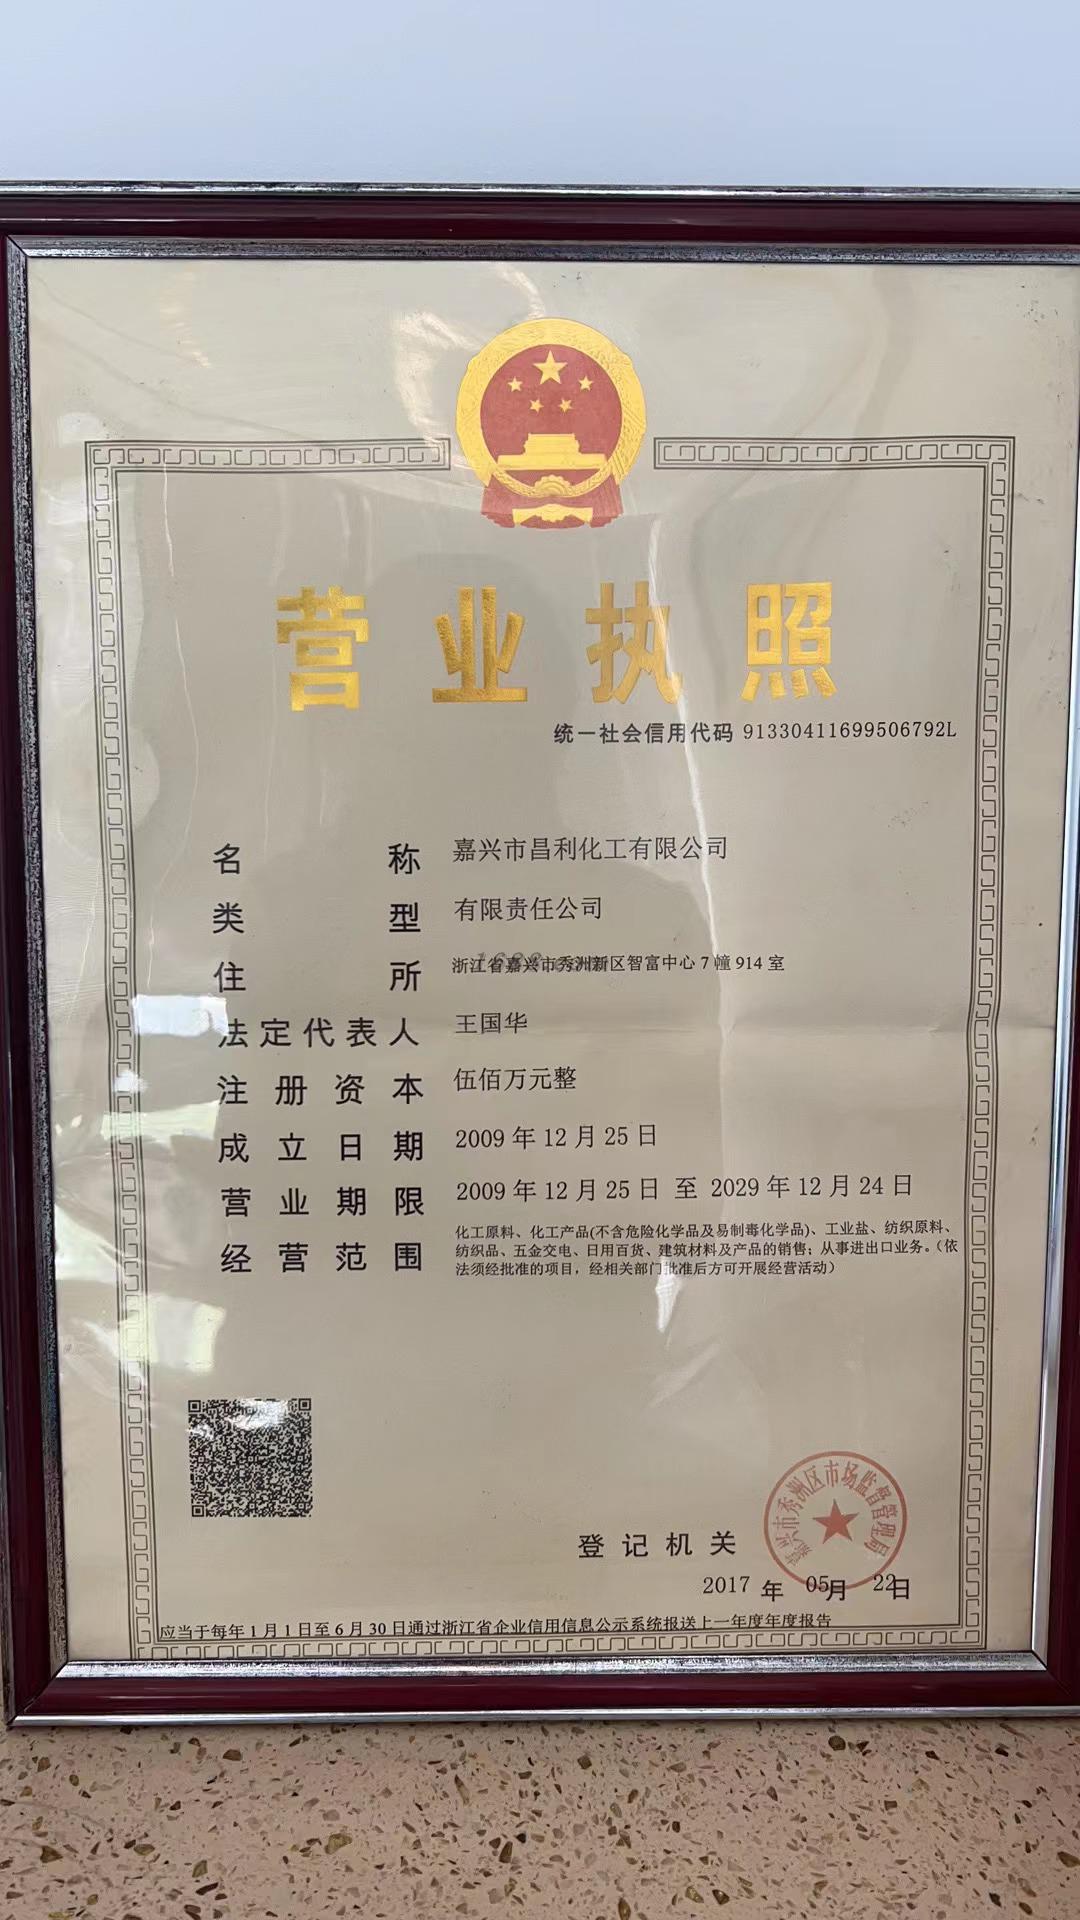 营业执照
统一社会信用代码 91330411699506792L
名称 嘉兴市昌利化工有限公司
类型 有限责任公司
住所 浙江省嘉兴市秀洲新区智富中心7幢914室
法定代表人 王国华
注册资本 伍佰万元整
成立日期 2009年12月25日
营业期限 2009年12月25日 至 2029年12月24日
经营范围 化工原料、化工产品(不含危险化学品及易制毒化学品)、工业盐、纺织原料、
纺织品、五金交电、日用百货、建筑材料及产品的销售；从事进出口业务。（依
法须经批准的项目，经相关部门批准后方可开展经营活动）
嘉兴市秀洲区市场监督管理局
登记机关
2017年 05月 22日
应当于每年1月1日至6月30日通过浙江省企业信用信息公示系统报送上一年度年度报告